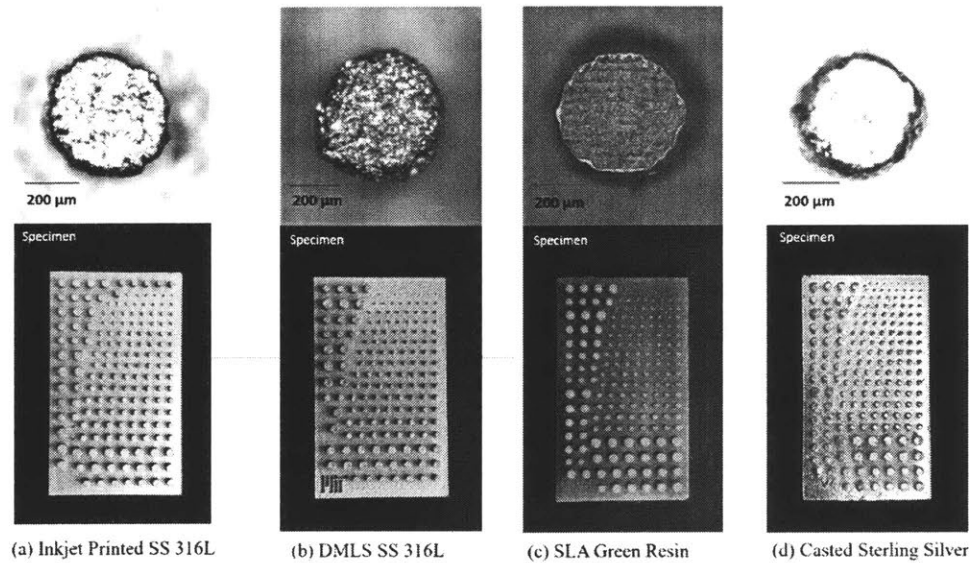 200 µm
200 µm
200 µm
200 µm
Specimen
Specimen
Specimen
Specimen
(a) Inkjet Printed SS 316L
(b) DMLS SS 316L
(c) SLA Green Resin
(d) Casted Sterling Silver